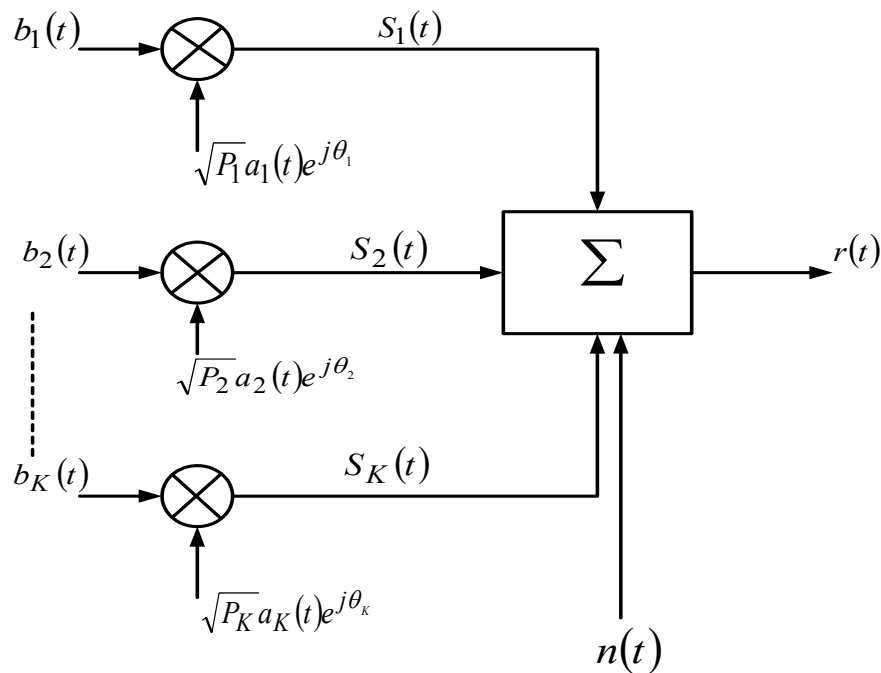 b₁(t)
S₁(t)
√P₁ a₁(t)e^{jθ₁}
b₂(t)
S₂(t)
Σ
r(t)
√P₂ a₂(t)e^{jθ₂}
b_K(t)
S_K(t)
√P_K a_K(t)e^{jθ_K}
n(t)